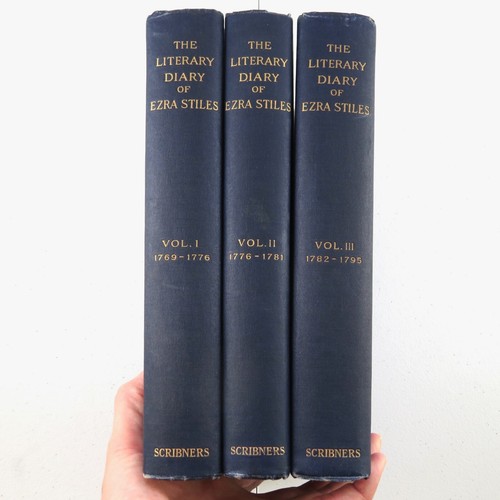 THE
LITERARY
DIARY
OF
EZRA STILES
VOL. I
1769-1776
SCRIBNERS
THE
LITERARY
DIARY
OF
EZRA STILES
VOL. II
1776-1781
SCRIBNERS
THE
LITERARY
DIARY
OF
EZRA STILES
VOL. III
1782-1795
SCRIBNERS